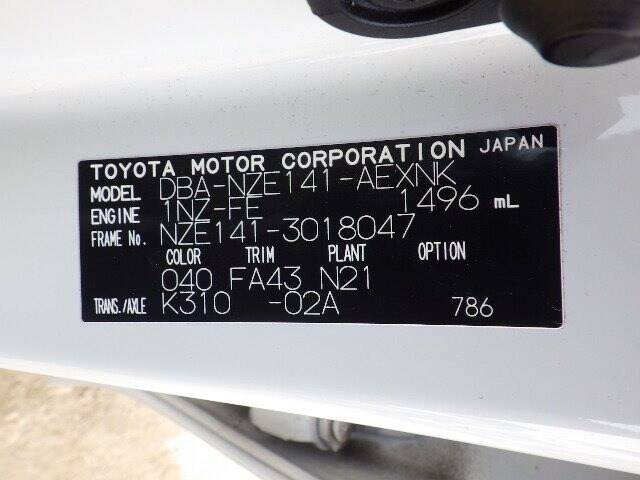 TOYOTA MOTOR CORPORATION JAPAN
MODEL DBA-NZE141-AEXNK
ENGINE 1NZ-FE 1496 mL
FRAME No. NZE141-3018047
COLOR TRIM PLANT OPTION
040 FA43 N21
TRANS./AXLE K310 -02A 786